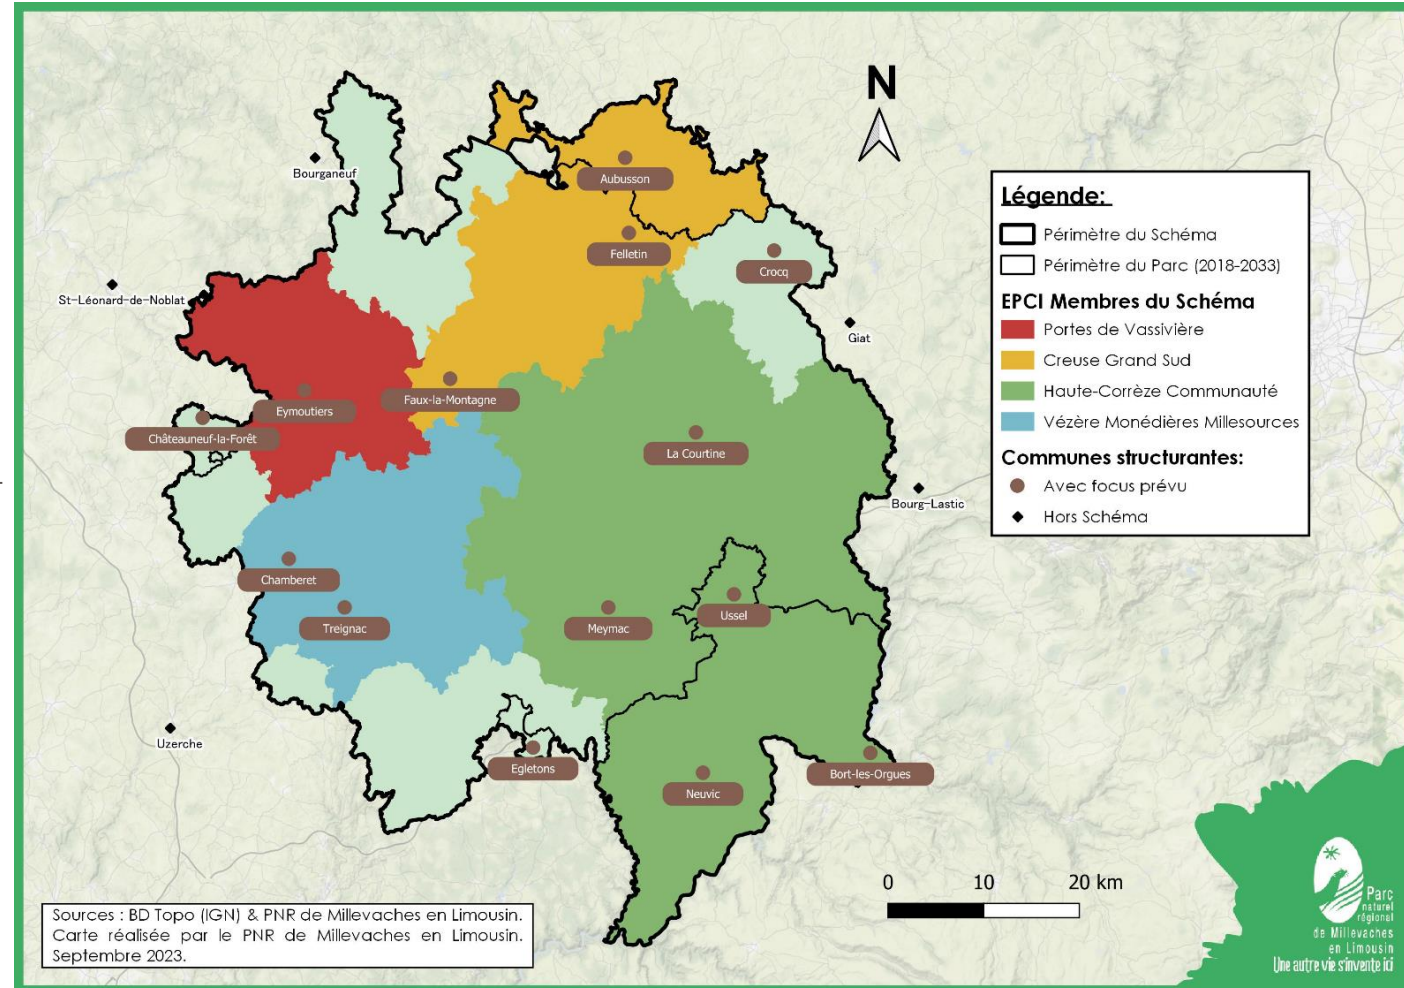 N
Bourganeuf
Aubusson
Felletin
Crocq
St-Léonard-de-Noblat
Giat
Faux-la-Montagne
Eymoutiers
Châteauneuf-la-Forêt
La Courtine
Bourg-Lastic
Chamberet
Treignac
Meymac
Ussel
Uzerche
Egletons
Neuvic
Bort-les-Orgues
Légende:
Périmètre du Schéma
Périmètre du Parc (2018-2033)
EPCI Membres du Schéma
Portes de Vassivière
Creuse Grand Sud
Haute-Corrèze Communauté
Vézère Monédières Millesources
Communes structurantes:
Avec focus prévu
Hors Schéma
0 10 20 km
Sources : BD Topo (IGN) & PNR de Millevaches en Limousin.
Carte réalisée par le PNR de Millevaches en Limousin.
Septembre 2023.
Parc
naturel
régional
de Millevaches
en Limousin
Une autre vie s'invente ici